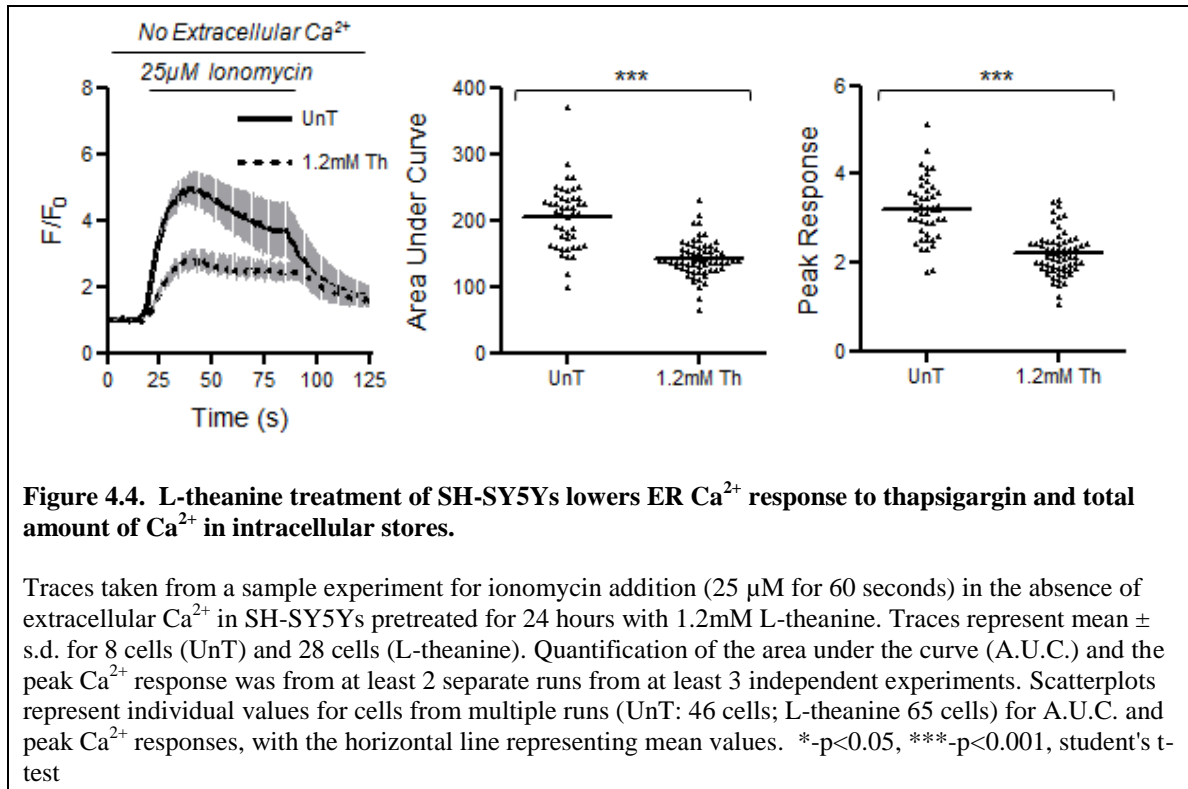 No Extracellular Ca²⁺
25µM Ionomycin
8
6
4
2
0
F/F₀
UnT
1.2mM Th
0 25 50 75 100 125
Time (s)
***
400
300
200
100
0
Area Under Curve
UnT 1.2mM Th
***
6
4
2
0
Peak Response
UnT 1.2mM Th
Figure 4.4. L-theanine treatment of SH-SY5Ys lowers ER Ca²⁺ response to thapsigargin and total
amount of Ca²⁺ in intracellular stores.
Traces taken from a sample experiment for ionomycin addition (25 µM for 60 seconds) in the absence of
extracellular Ca²⁺ in SH-SY5Ys pretreated for 24 hours with 1.2mM L-theanine. Traces represent mean ±
s.d. for 8 cells (UnT) and 28 cells (L-theanine). Quantification of the area under the curve (A.U.C.) and the
peak Ca²⁺ response was from at least 2 separate runs from at least 3 independent experiments. Scatterplots
represent individual values for cells from multiple runs (UnT: 46 cells; L-theanine 65 cells) for A.U.C. and
peak Ca²⁺ responses, with the horizontal line representing mean values. *-p<0.05, ***-p<0.001, student's t-
test